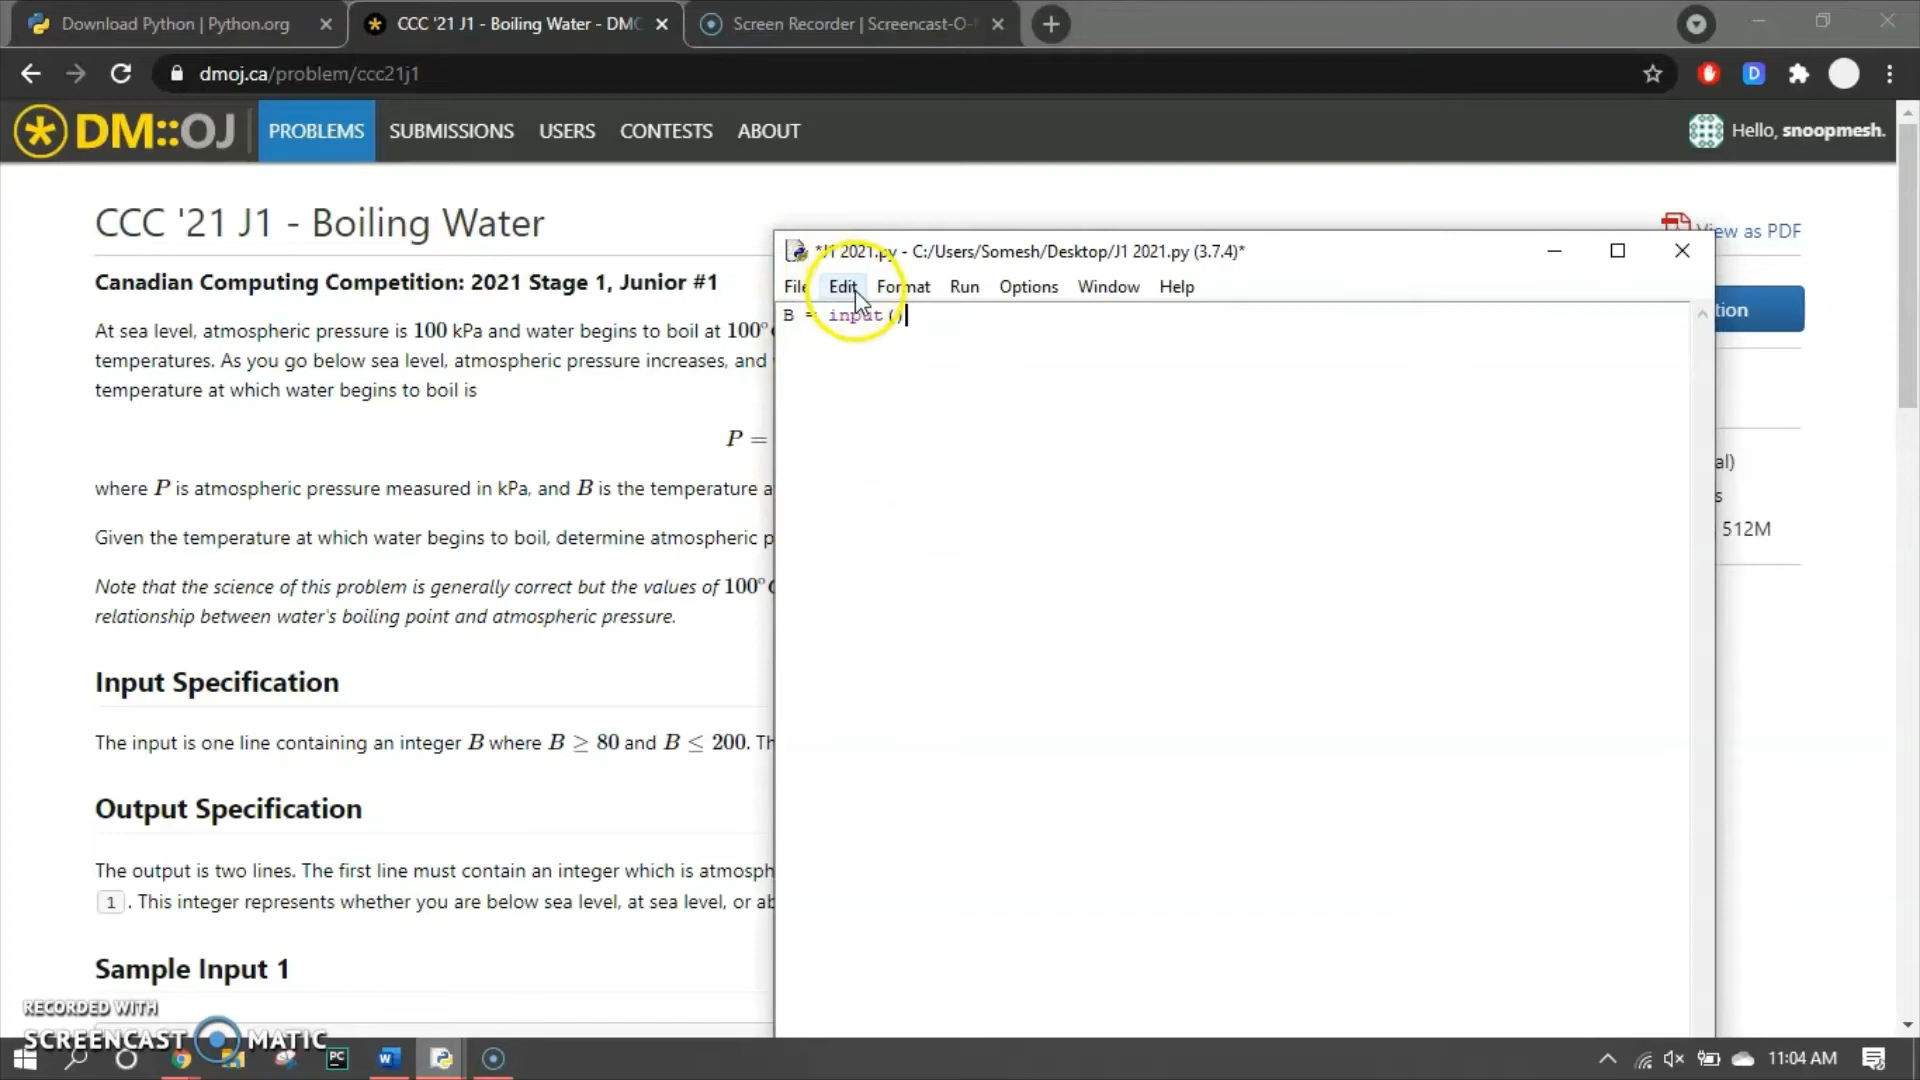 Download Python | Python.org
CCC '21 J1 - Boiling Water - DMO
Screen Recorder | Screencast-O-
dmoj.ca/problem/ccc21j1
DM::OJ
PROBLEMS
SUBMISSIONS
USERS
CONTESTS
ABOUT
Hello, snoopmesh.
CCC '21 J1 - Boiling Water
View as PDF
Canadian Computing Competition: 2021 Stage 1, Junior #1
At sea level, atmospheric pressure is 100 kPa and water begins to boil at 100°
temperatures. As you go below sea level, atmospheric pressure increases, and
temperature at which water begins to boil is
P =
where P is atmospheric pressure measured in kPa, and B is the temperature a
Given the temperature at which water begins to boil, determine atmospheric p
Note that the science of this problem is generally correct but the values of 100°C
relationship between water's boiling point and atmospheric pressure.
Input Specification
The input is one line containing an integer B where B ≥ 80 and B ≤ 200. Th
Output Specification
The output is two lines. The first line must contain an integer which is atmosph
1 . This integer represents whether you are below sea level, at sea level, or ab
Sample Input 1
*J1 2021.py - C:/Users/Somesh/Desktop/J1 2021.py (3.7.4)*
File Edit Format Run Options Window Help
B = input()
tion
al)
s
512M
RECORDED WITH
SCREENCAST MATIC
PC
W
11:04 AM